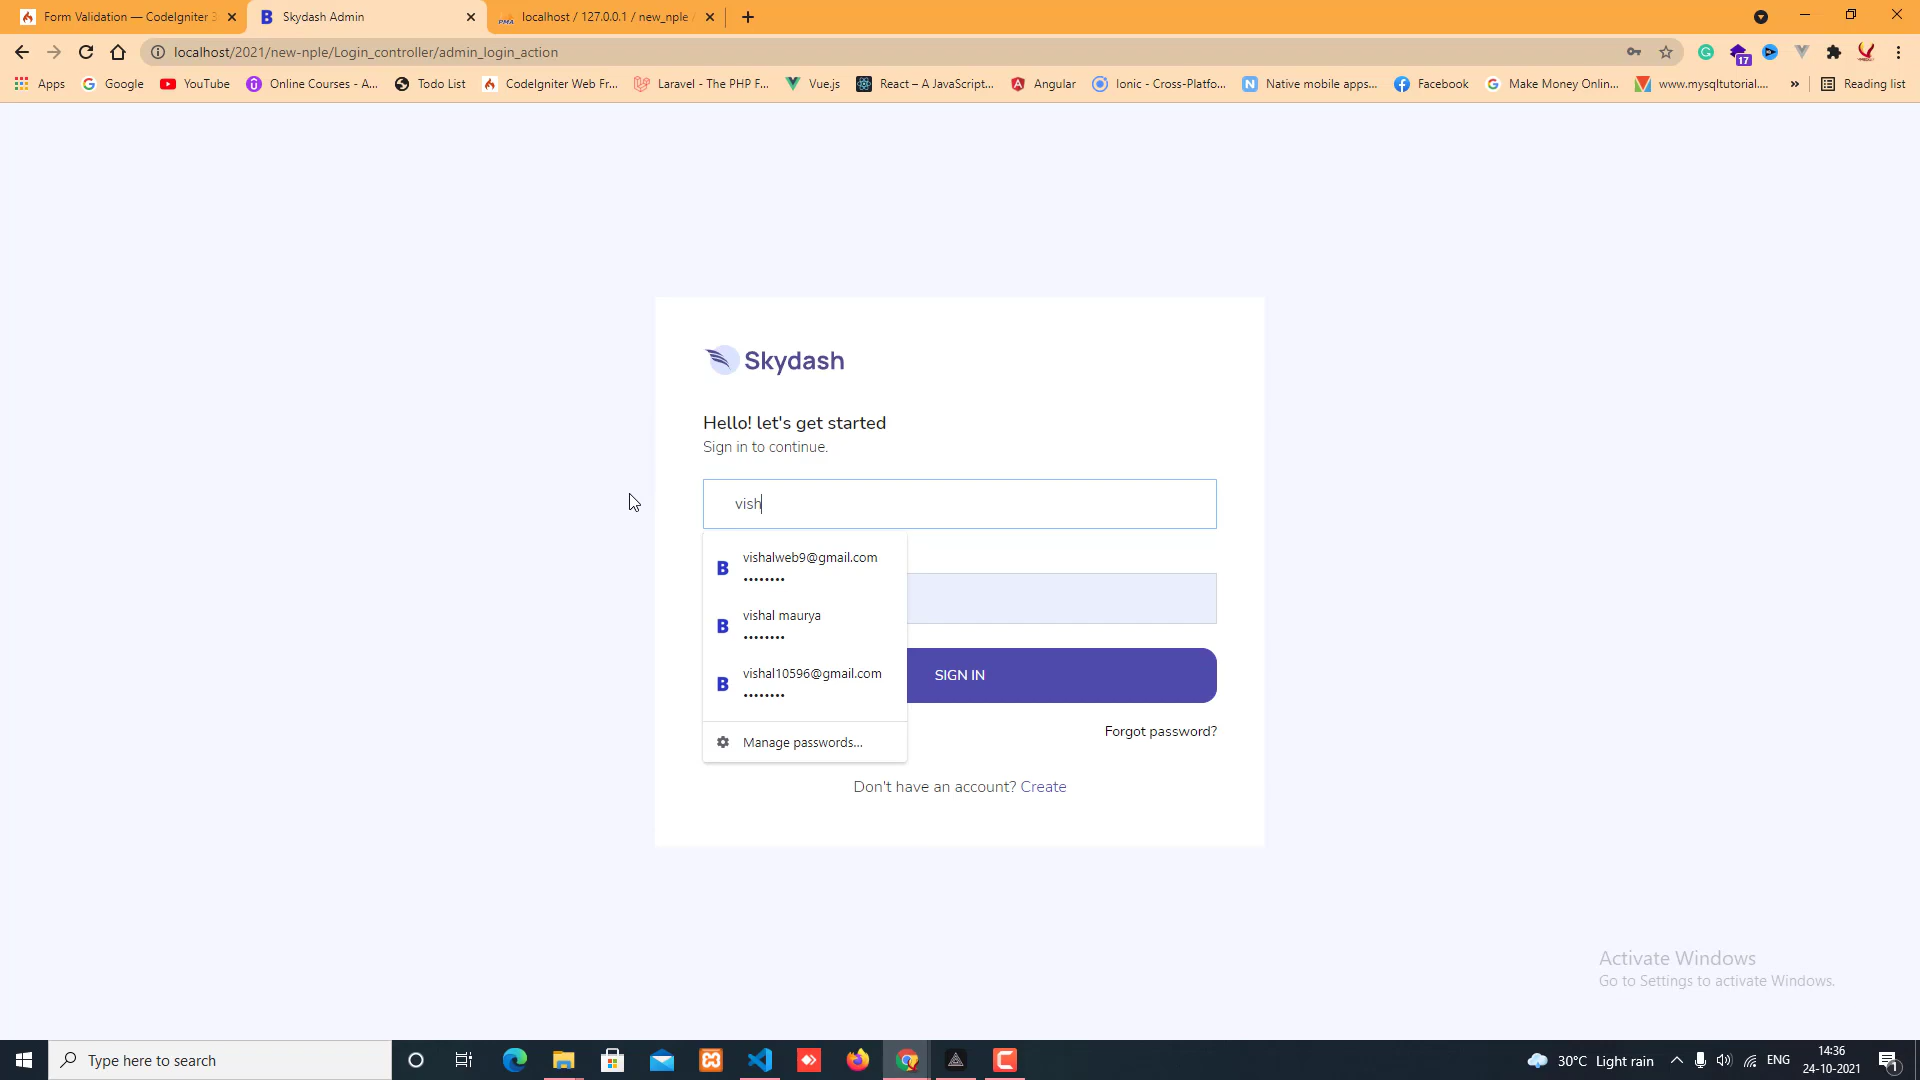 Form Validation — CodeIgniter 3
Skydash Admin
localhost / 127.0.0.1 / new_nple
localhost/2021/new-nple/Login_controller/admin_login_action
17
Apps
Google
YouTube
Online Courses - A...
Todo List
CodeIgniter Web Fr...
Laravel - The PHP F...
Vue.js
React – A JavaScript...
Angular
Ionic - Cross-Platfo...
Native mobile apps...
Facebook
Make Money Onlin...
www.mysqltutorial....
»
Reading list
Skydash
Hello! let's get started
Sign in to continue.
vish
vishalweb9@gmail.com
••••••••
vishal maurya
••••••••
vishal10596@gmail.com
••••••••
Manage passwords...
SIGN IN
Forgot password?
Don't have an account? Create
Activate Windows
Go to Settings to activate Windows.
Type here to search
30°C Light rain
ENG
14:36
24-10-2021
1